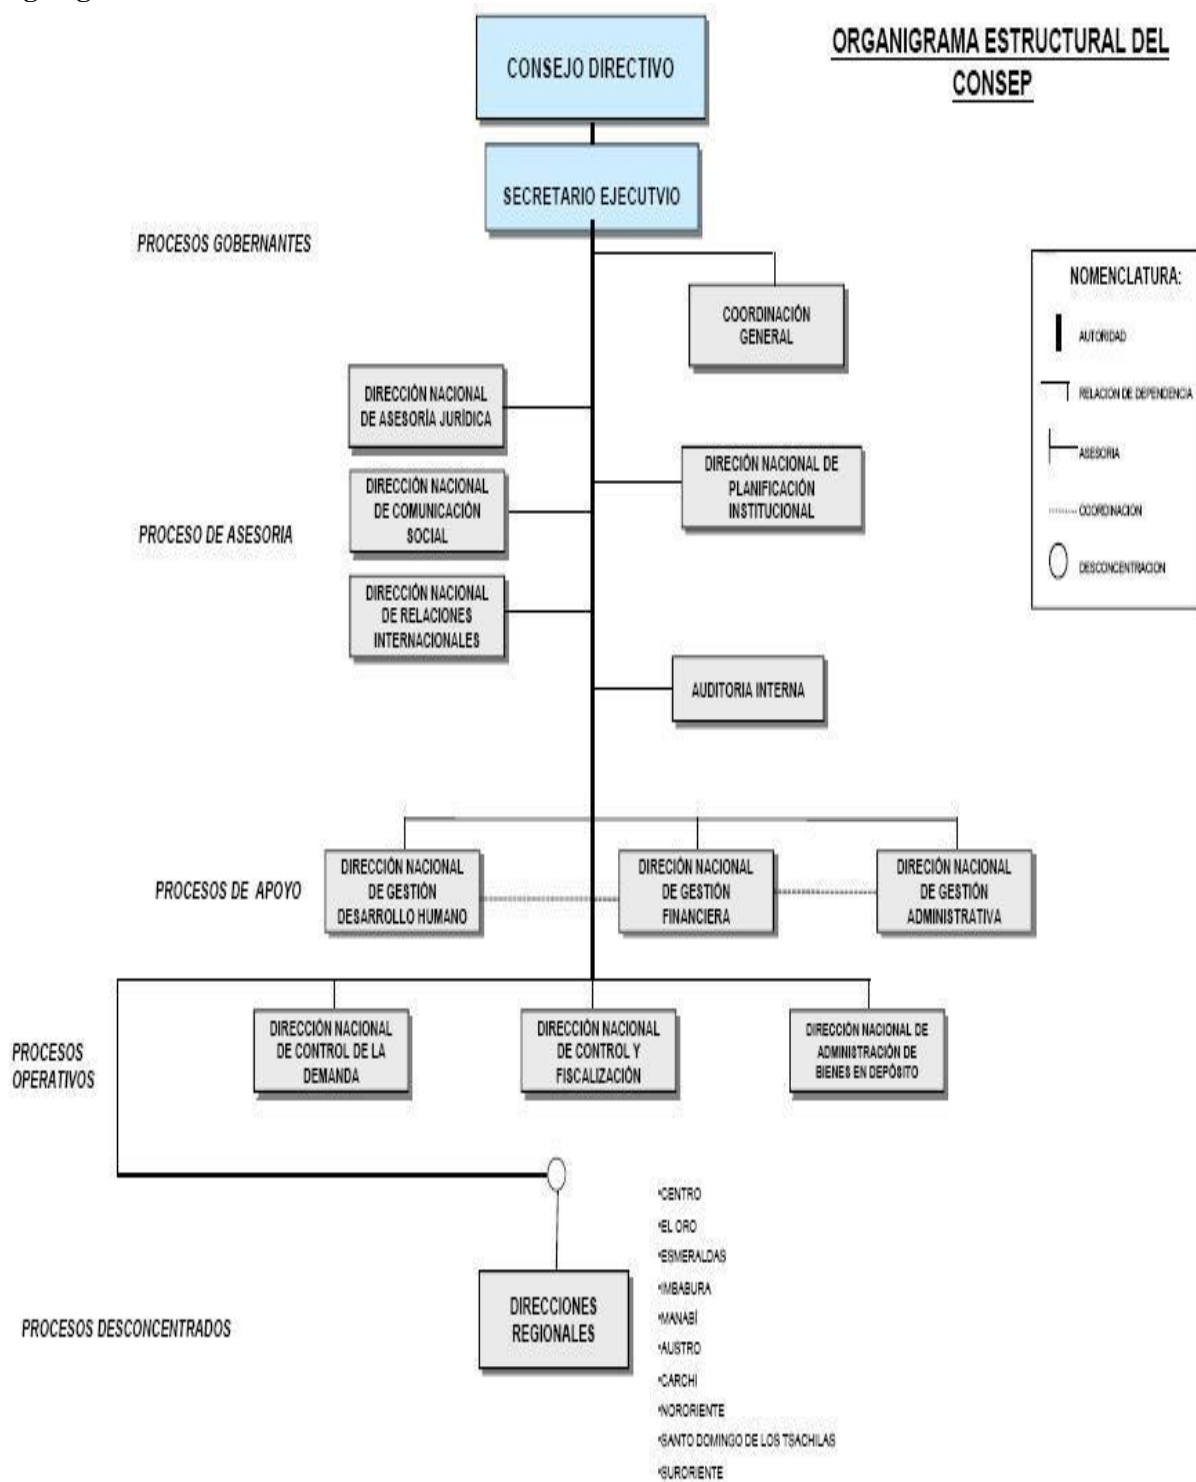 ORGANIGRAMA ESTRUCTURAL DEL
CONSEP
CONSEJO DIRECTIVO
SECRETARIO EJECUTVIO
PROCESOS GOBERNANTES
COORDINACIÓN
GENERAL
NOMENCLATURA:
AUTORIDAD
RELACION DE DEPENDENCIA
ASESORIA
COORDINACION
DESCONCENTRACION
DIRECCIÓN NACIONAL
DE ASESORÍA JURÍDICA
DIRECIÓN NACIONAL DE
PLANIFICACIÓN
INSTITUCIONAL
DIRECCIÓN NACIONAL
DE COMUNICACIÓN
SOCIAL
PROCESO DE ASESORIA
DIRECCIÓN NACIONAL
DE RELACIONES
INTERNACIONALES
AUDITORIA INTERNA
PROCESOS DE APOYO
DIRECCIÓN NACIONAL
DE GESTIÓN
DESARROLLO HUMANO
DIRECIÓN NACIONAL
DE GESTIÓN
FINANCIERA
DIRECIÓN NACIONAL
DE GESTIÓN
ADMINISTRATIVA
PROCESOS
OPERATIVOS
DIRECCIÓN NACIONAL
DE CONTROL DE LA
DEMANDA
DIRECCIÓN NACIONAL
DE CONTROL Y
FISCALIZACIÓN
DIRECCIÓN NACIONAL DE
ADMINISTRACIÓN DE
BIENES EN DEPÓSITO
PROCESOS DESCONCENTRADOS
DIRECCIONES
REGIONALES
•CENTRO
•EL ORO
•ESMERALDAS
•IMBABURA
•MANABÍ
•AUSTRO
•CARCHI
•NORORIENTE
•SANTO DOMINGO DE LOS TSACHILAS
•SURORIENTE